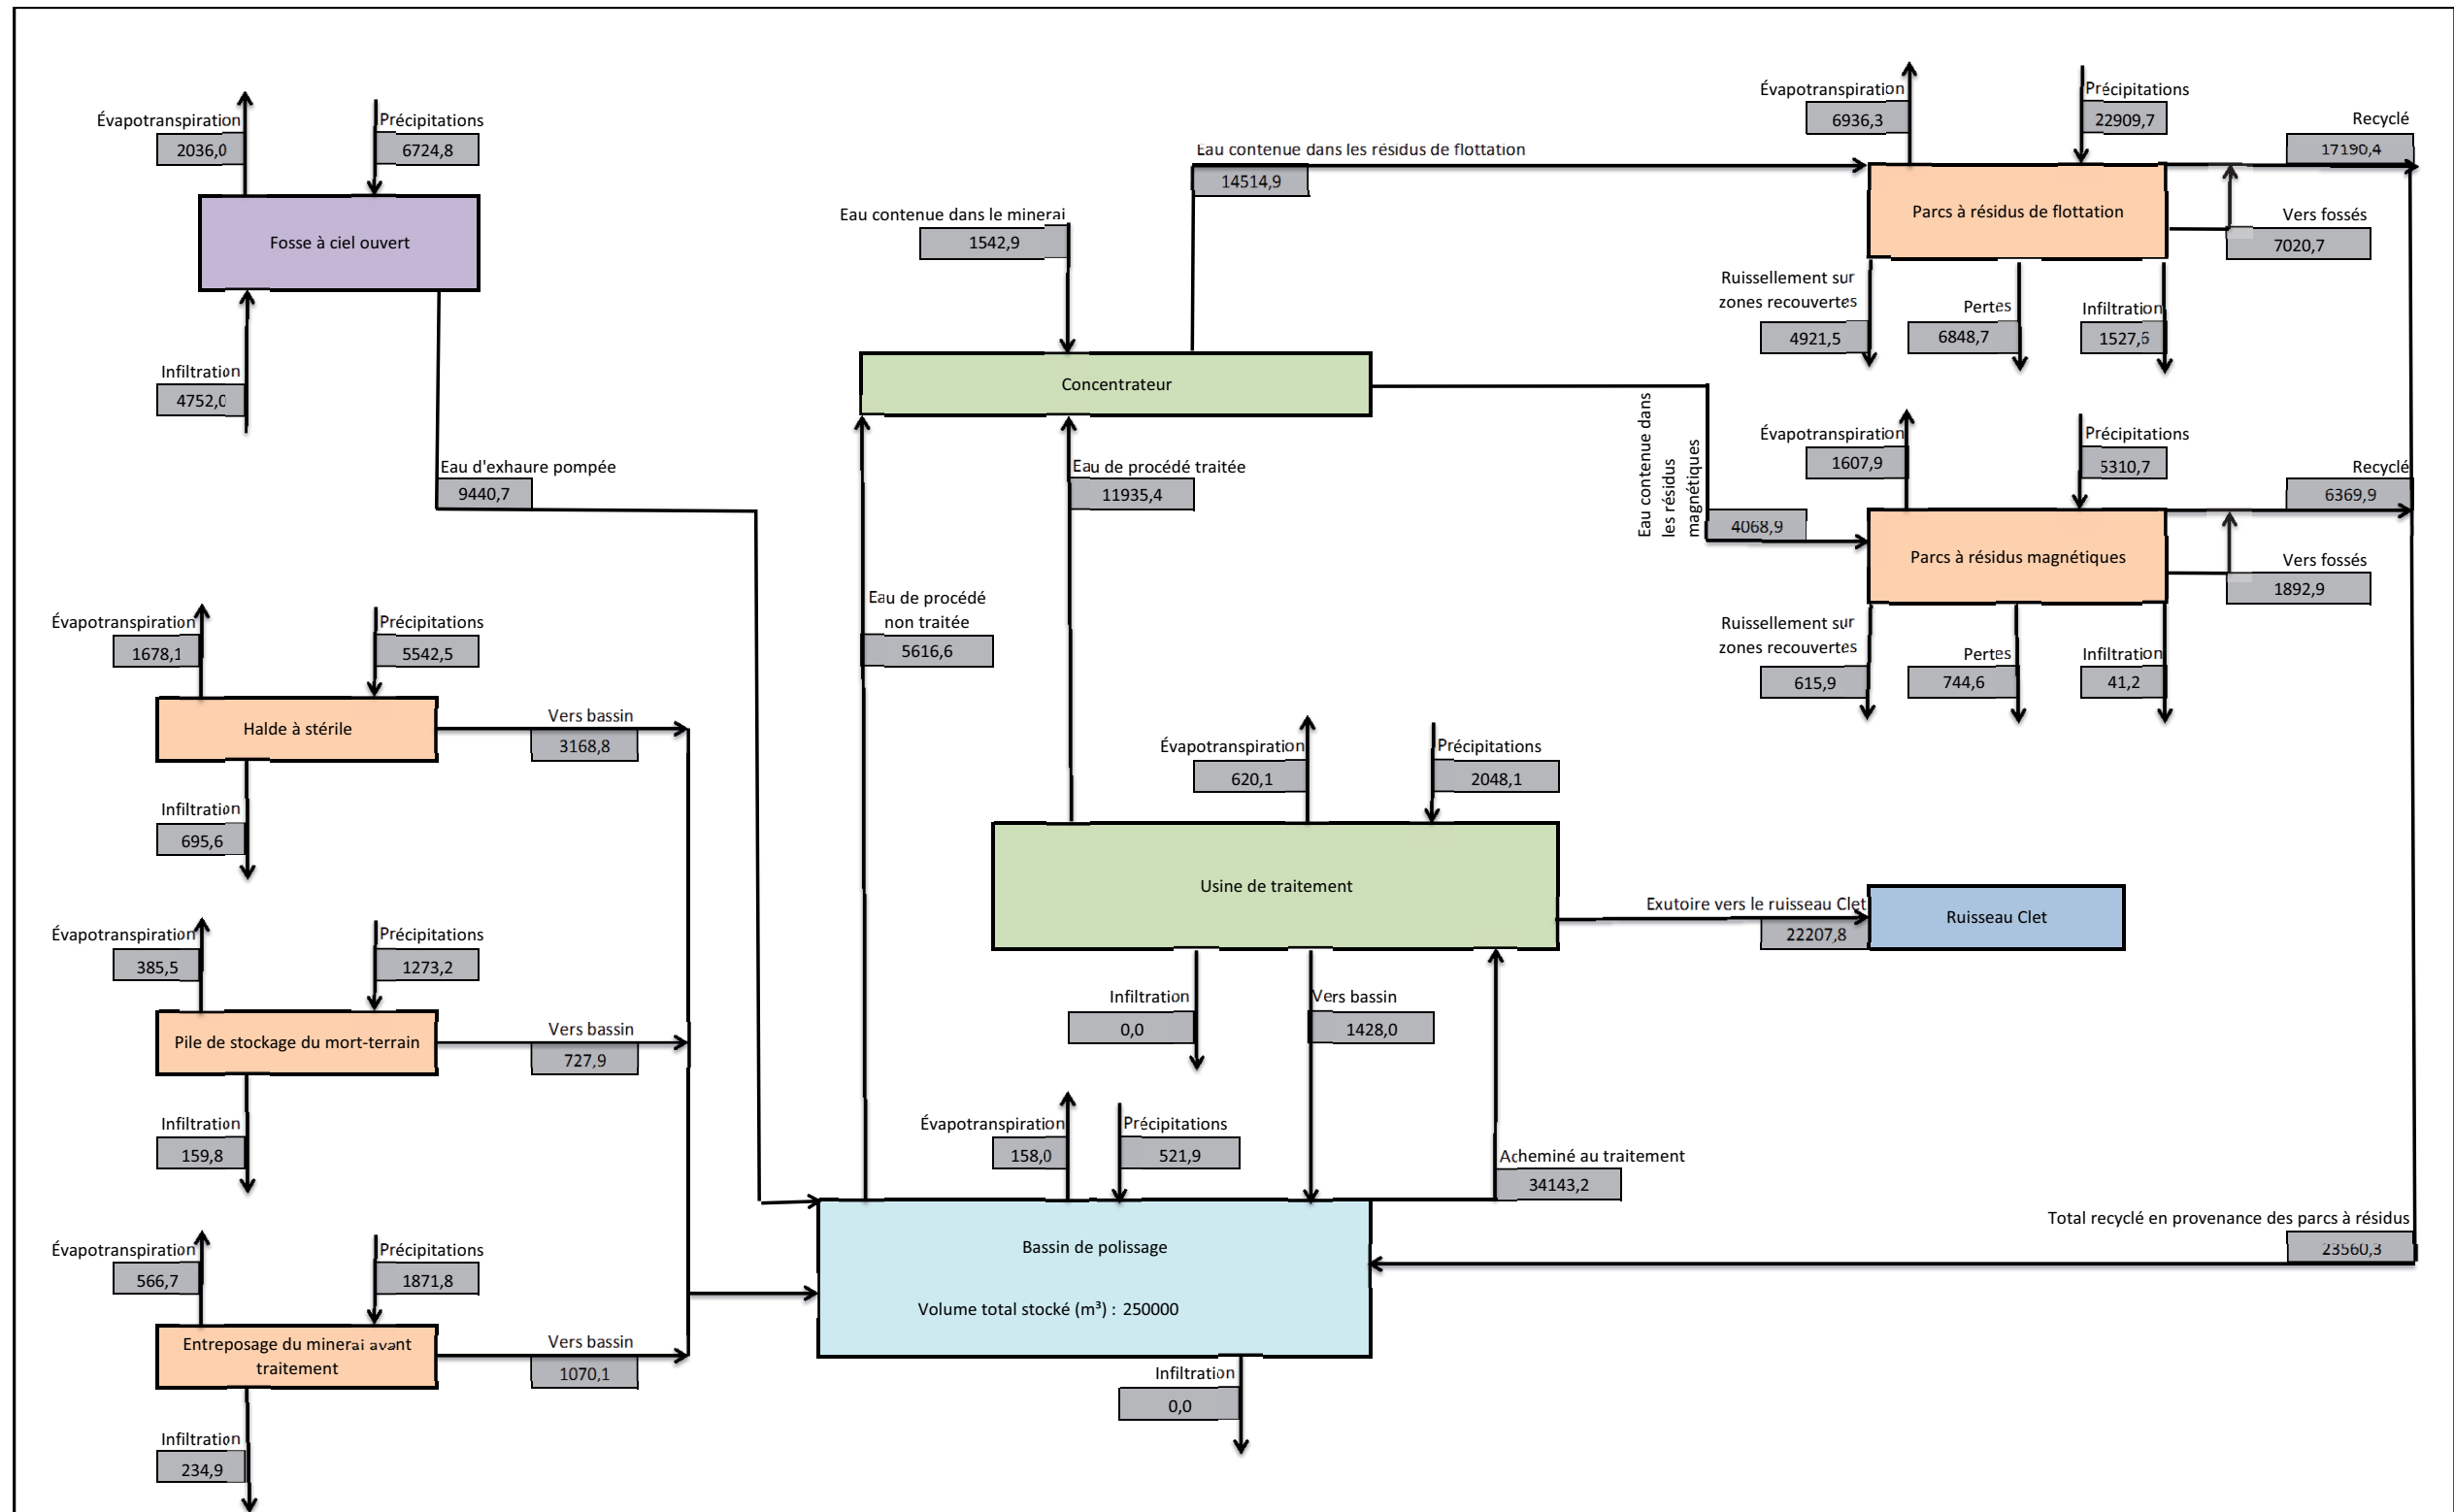 Évapotranspiration
2036,0
Précipitations
6724,8
Fosse à ciel ouvert
Infiltration
4752,0
Eau d'exhaure pompée
9440,7
Évapotranspiration
1678,1
Précipitations
5542,5
Halde à stérile
Vers bassin
3168,8
Infiltration
695,6
Évapotranspiration
385,5
Précipitations
1273,2
Pile de stockage du mort-terrain
Vers bassin
727,9
Infiltration
159,8
Évapotranspiration
566,7
Précipitations
1871,8
Entreposage du minerai avant
traitement
Vers bassin
1070,1
Infiltration
234,9
Eau contenue dans les résidus de flottation
14514,9
Eau contenue dans le minerai
1542,9
Concentrateur
Eau de procédé traitée
11935,4
Eau de procédé
non traitée
5616,6
Eau contenue dans
les résidus
magnétiques
4068,9
Évapotranspiration
620,1
Précipitations
2048,1
Usine de traitement
Exutoire vers le ruisseau Clet
22207,8
Ruisseau Clet
Infiltration
0,0
Vers bassin
1428,0
Évapotranspiration
158,0
Précipitations
521,9
Acheminé au traitement
34143,2
Bassin de polissage
Volume total stocké (m³) : 250000
Infiltration
0,0
Évapotranspiration
6936,3
Précipitations
22909,7
Recyclé
17190,4
Parcs à résidus de flottation
Vers fossés
7020,7
Ruissellement sur
zones recouvertes
4921,5
Pertes
6848,7
Infiltration
1527,6
Évapotranspiration
1607,9
Précipitations
5310,7
Recyclé
6369,9
Parcs à résidus magnétiques
Vers fossés
1892,9
Ruissellement sur
zones recouvertes
615,9
Pertes
744,6
Infiltration
41,2
Total recyclé en provenance des parcs à résidus
23560,3